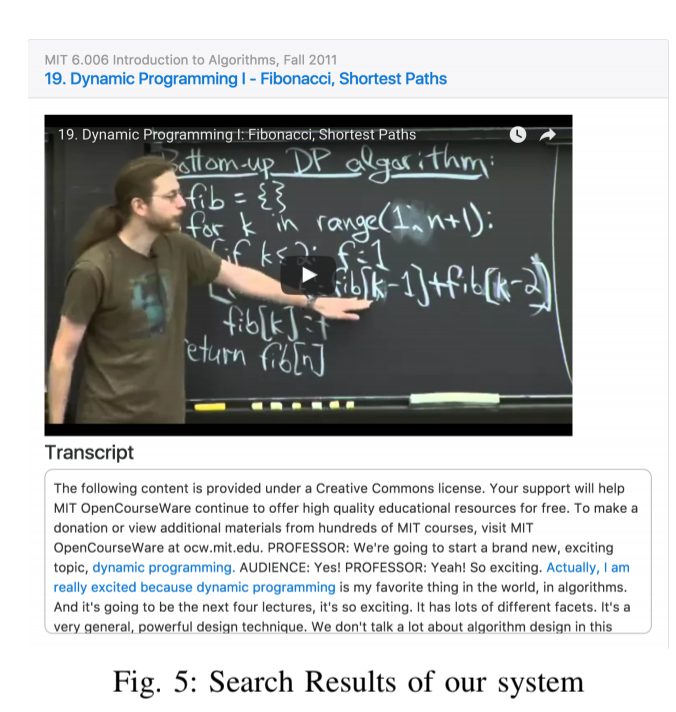 MIT 6.006 Introduction to Algorithms, Fall 2011
19. Dynamic Programming I - Fibonacci, Shortest Paths
19. Dynamic Programming I: Fibonacci, Shortest Paths
Bottom-up DP algorithm:
fib = {}
for k in range(1, n+1):
if k≤2: f=1
fib[k-1]+fib[k-2]
fib[k]=f
return fib[n]
Transcript
The following content is provided under a Creative Commons license. Your support will help
MIT OpenCourseWare continue to offer high quality educational resources for free. To make a
donation or view additional materials from hundreds of MIT courses, visit MIT
OpenCourseWare at ocw.mit.edu. PROFESSOR: We're going to start a brand new, exciting
topic, dynamic programming. AUDIENCE: Yes! PROFESSOR: Yeah! So exciting. Actually, I am
really excited because dynamic programming is my favorite thing in the world, in algorithms.
And it's going to be the next four lectures, it's so exciting. It has lots of different facets. It's a
very general, powerful design technique. We don't talk a lot about algorithm design in this
Fig. 5: Search Results of our system